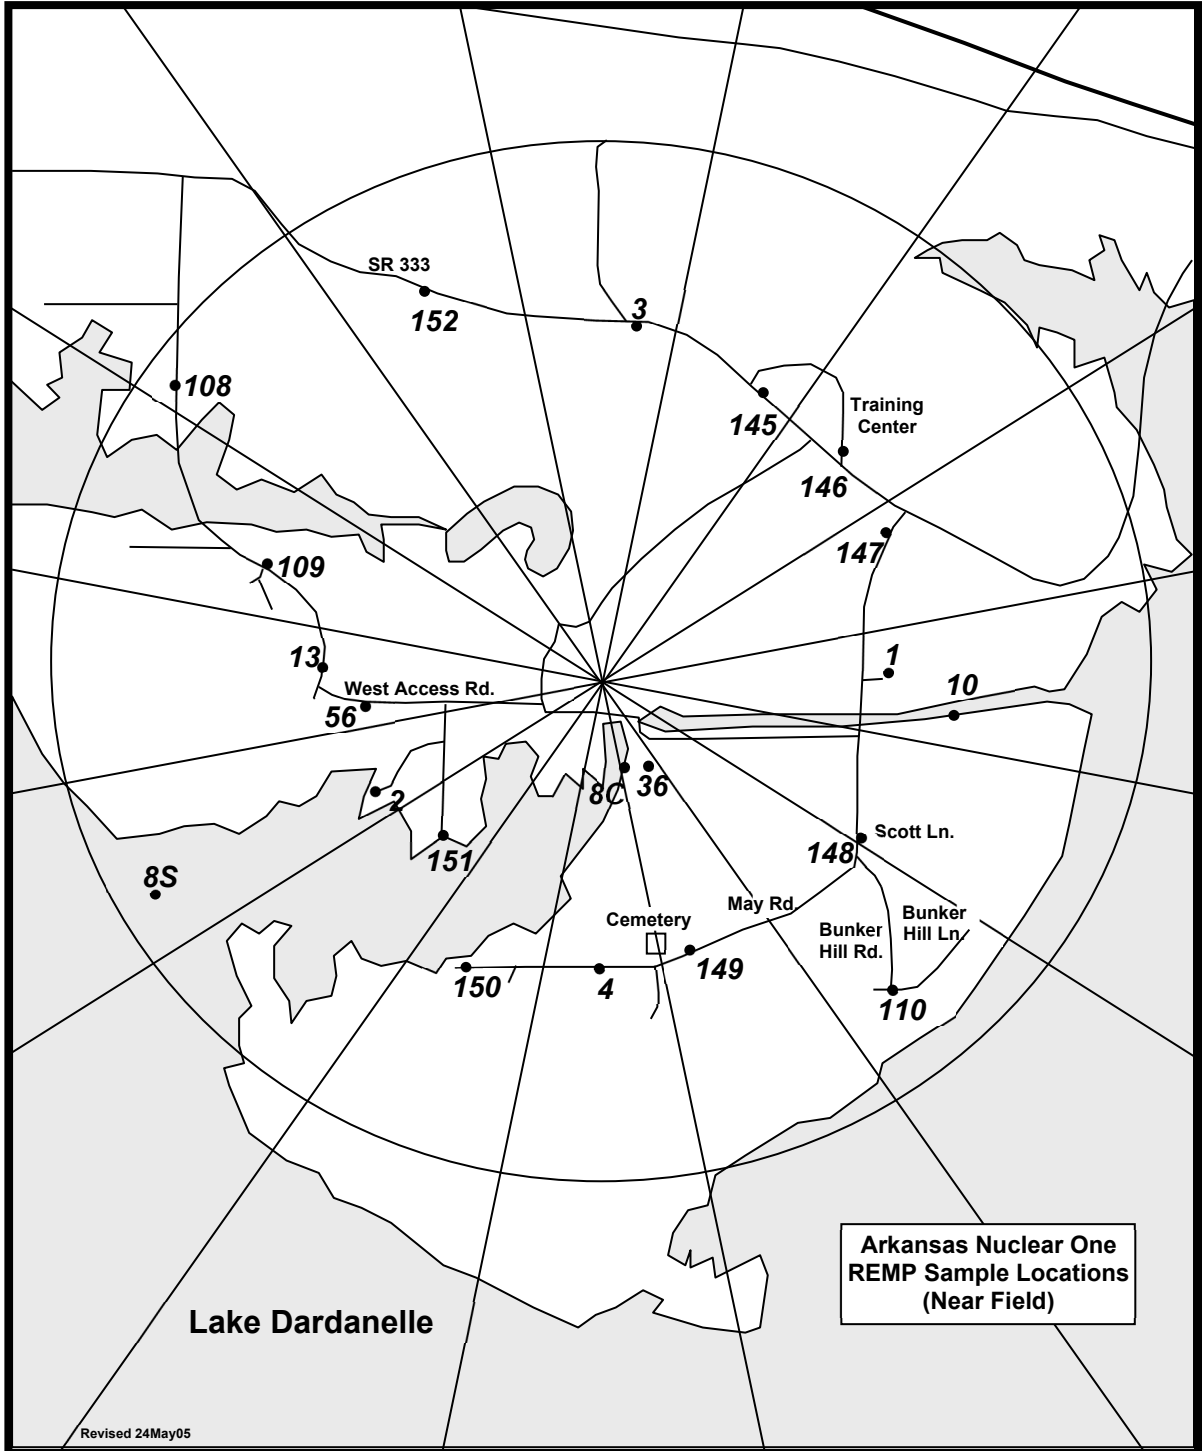 SR 333
152
3
108
145
Training
Center
146
147
109
13
West Access Rd.
56
1
10
2
8C
36
151
148
Scott Ln.
8S
Cemetery
May Rd.
Bunker
Hill Rd.
Bunker
Hill Ln.
150
4
149
110
Arkansas Nuclear One
REMP Sample Locations
(Near Field)
Lake Dardanelle
Revised 24May05